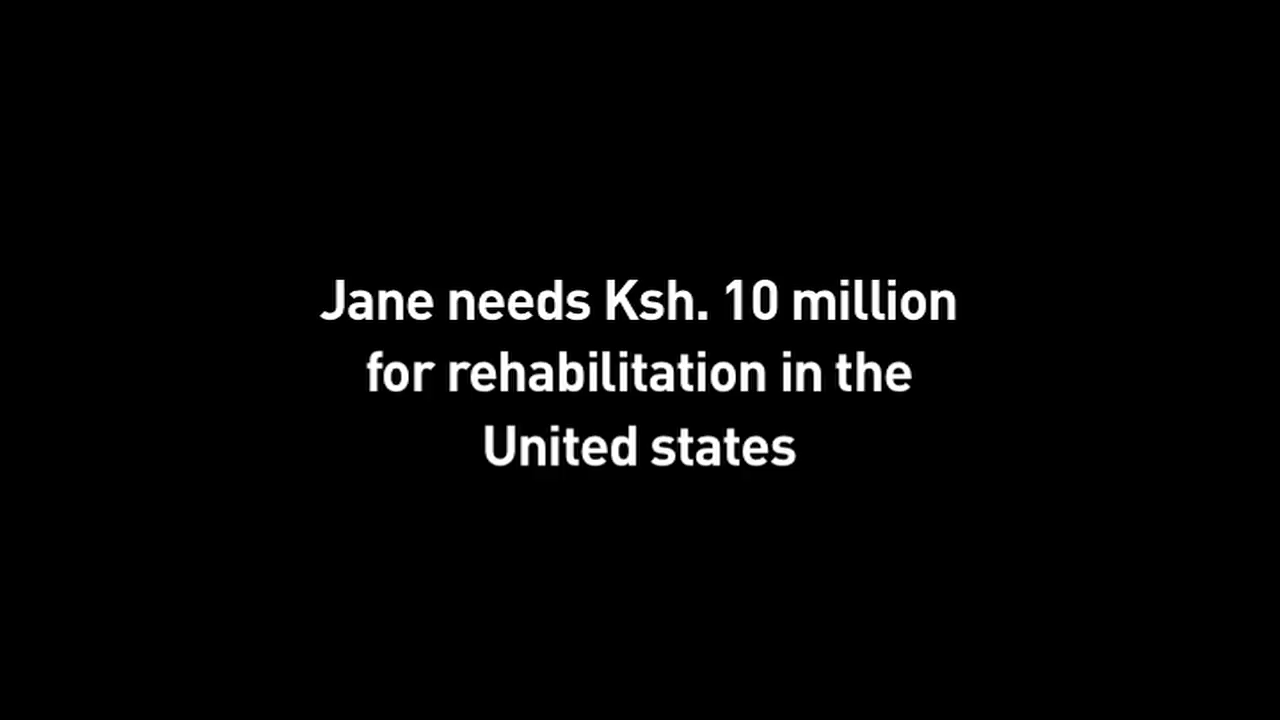 Jane needs Ksh. 10 million
for rehabilitation in the
United states